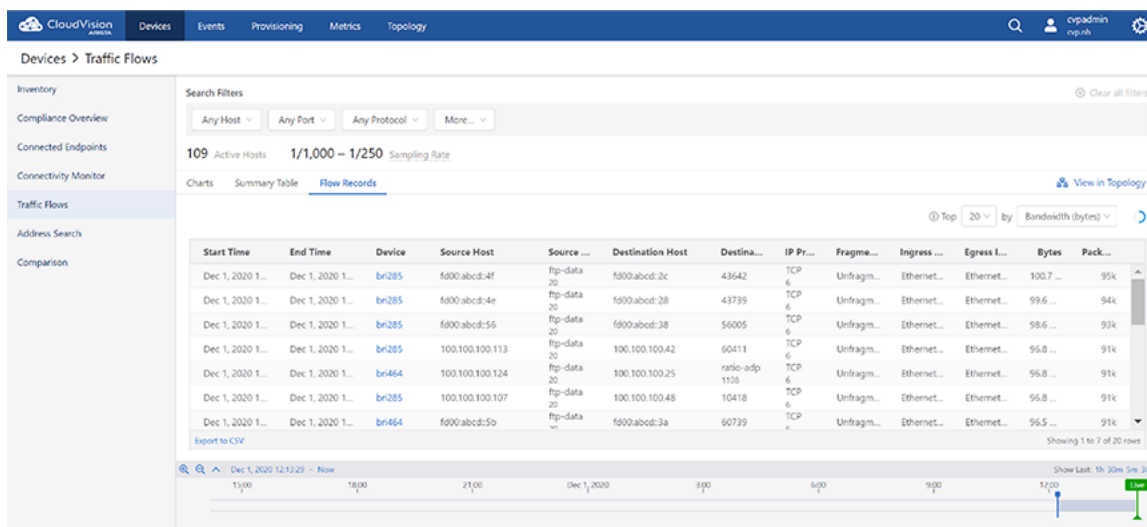 CloudVision Devices Events Provisioning Metrics Topology cvpadmin
ARISTA cvp.nh
Devices > Traffic Flows
Inventory
Compliance Overview
Connected Endpoints
Connectivity Monitor
Traffic Flows
Address Search
Comparison
Search Filters Clear all filters
Any Host Any Port Any Protocol More...
109 Active Hosts 1/1,000 – 1/250 Sampling Rate
Charts Summary Table Flow Records View in Topology
Top 20 by Bandwidth (bytes)
Start Time End Time Device Source Host Source ... Destination Host Destina... IP Pr... Fragme... Ingress ... Egress I... Bytes Pack...
Dec 1, 2020 1... Dec 1, 2020 1... bri285 fd00:abcd::4f ftp-data 20 fd00:abcd::2c 43642 TCP 6 Unfragm... Ethernet... Ethernet... 100.7 ... 95k
Dec 1, 2020 1... Dec 1, 2020 1... bri285 fd00:abcd::4e ftp-data 20 fd00:abcd::28 43739 TCP 6 Unfragm... Ethernet... Ethernet... 99.6 ... 94k
Dec 1, 2020 1... Dec 1, 2020 1... bri285 fd00:abcd::56 ftp-data 20 fd00:abcd::38 56005 TCP 6 Unfragm... Ethernet... Ethernet... 98.6 ... 93k
Dec 1, 2020 1... Dec 1, 2020 1... bri285 100.100.100.113 ftp-data 20 100.100.100.42 60411 TCP 6 Unfragm... Ethernet... Ethernet... 96.8 ... 91k
Dec 1, 2020 1... Dec 1, 2020 1... bri464 100.100.100.124 ftp-data 20 100.100.100.25 ratio-adp 1108 TCP 6 Unfragm... Ethernet... Ethernet... 96.8 ... 91k
Dec 1, 2020 1... Dec 1, 2020 1... bri285 100.100.100.107 ftp-data 20 100.100.100.48 10418 TCP 6 Unfragm... Ethernet... Ethernet... 96.8 ... 91k
Dec 1, 2020 1... Dec 1, 2020 1... bri464 fd00:abcd::5b ftp-data 20 fd00:abcd::3a 60739 TCP 6 Unfragm... Ethernet... Ethernet... 96.5 ... 91k
Export to CSV Showing 1 to 7 of 20 rows
Dec 1, 2020 12:13:29 - Now Show Last: 1h 30m 5m 30
15:00 18:00 21:00 Dec 1, 2020 3:00 6:00 9:00 12:00 Live